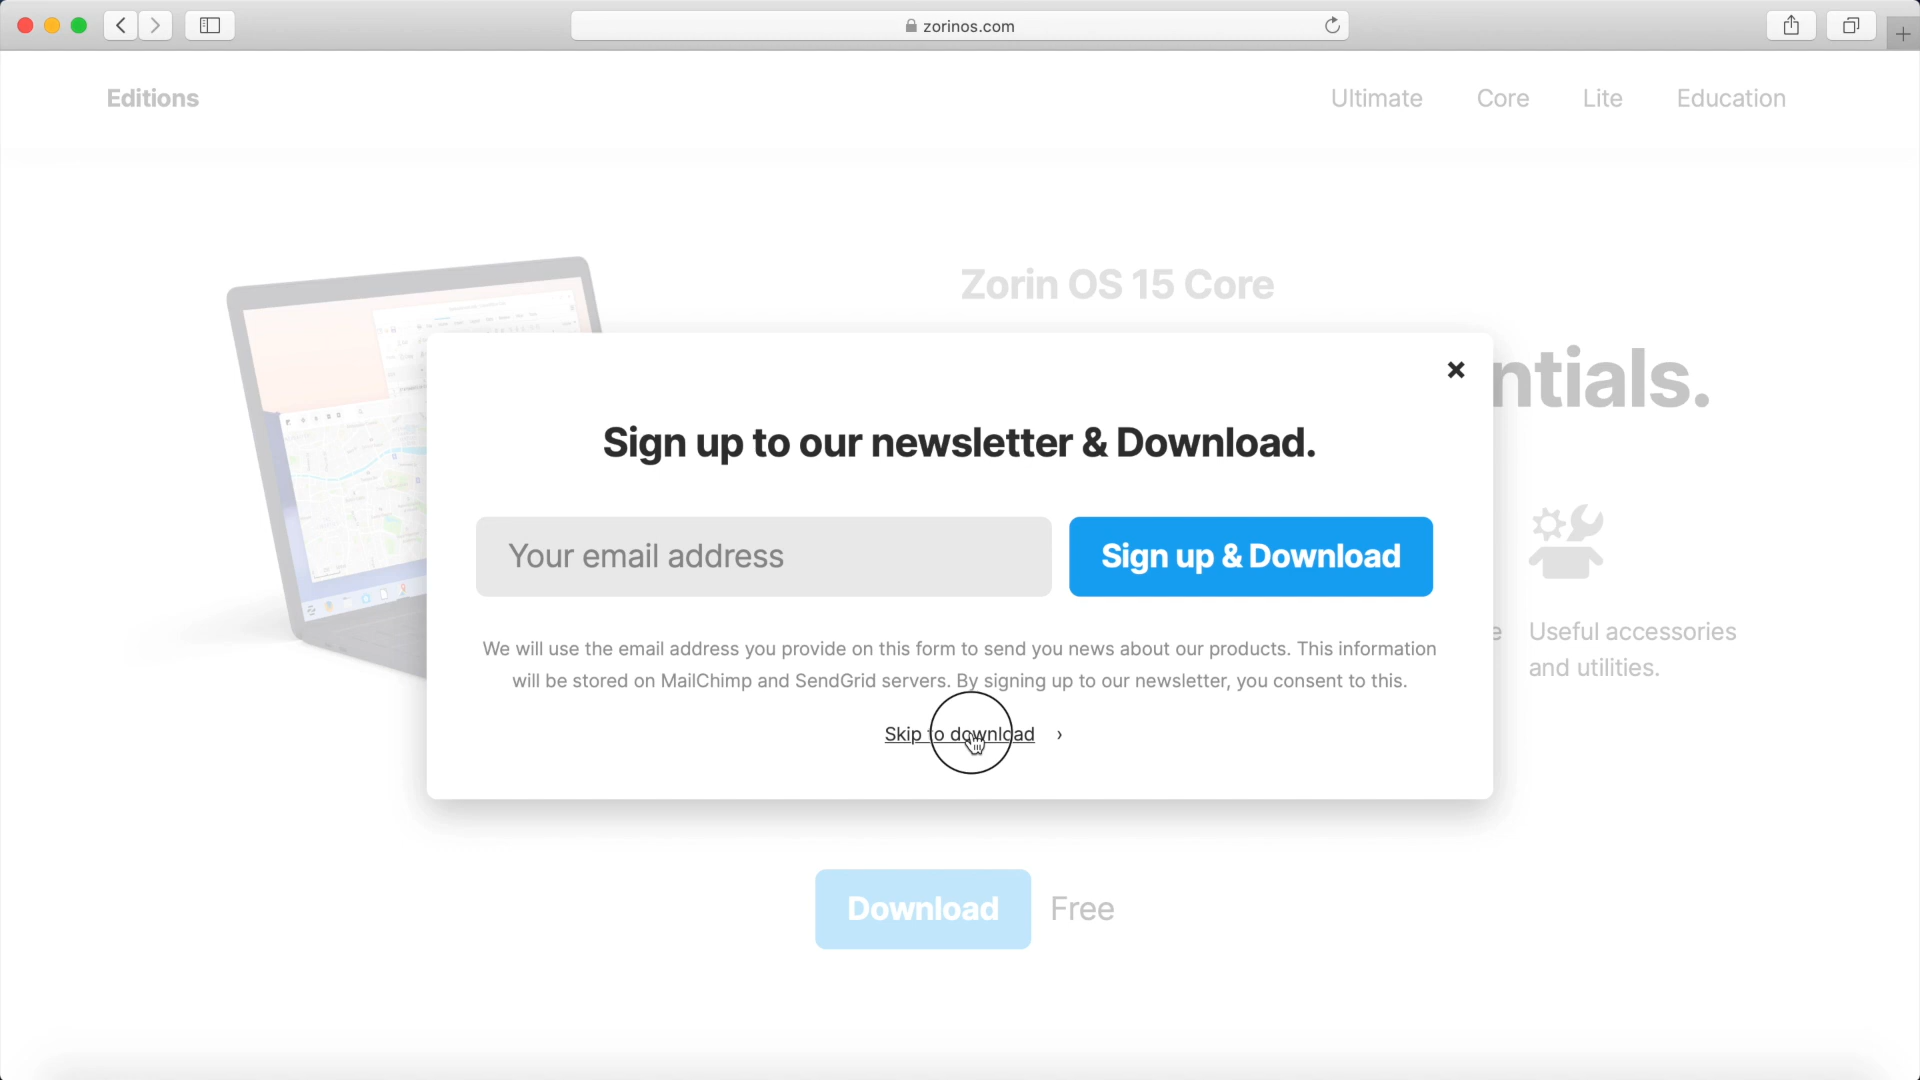 zorinos.com
Editions
Ultimate
Core
Lite
Education
Zorin OS 15 Core
ntials.
Sign up to our newsletter & Download.
Your email address
Sign up & Download
We will use the email address you provide on this form to send you news about our products. This information
will be stored on MailChimp and SendGrid servers. By signing up to our newsletter, you consent to this.
Skip to download ›
e
Useful accessories
and utilities.
Download
Free